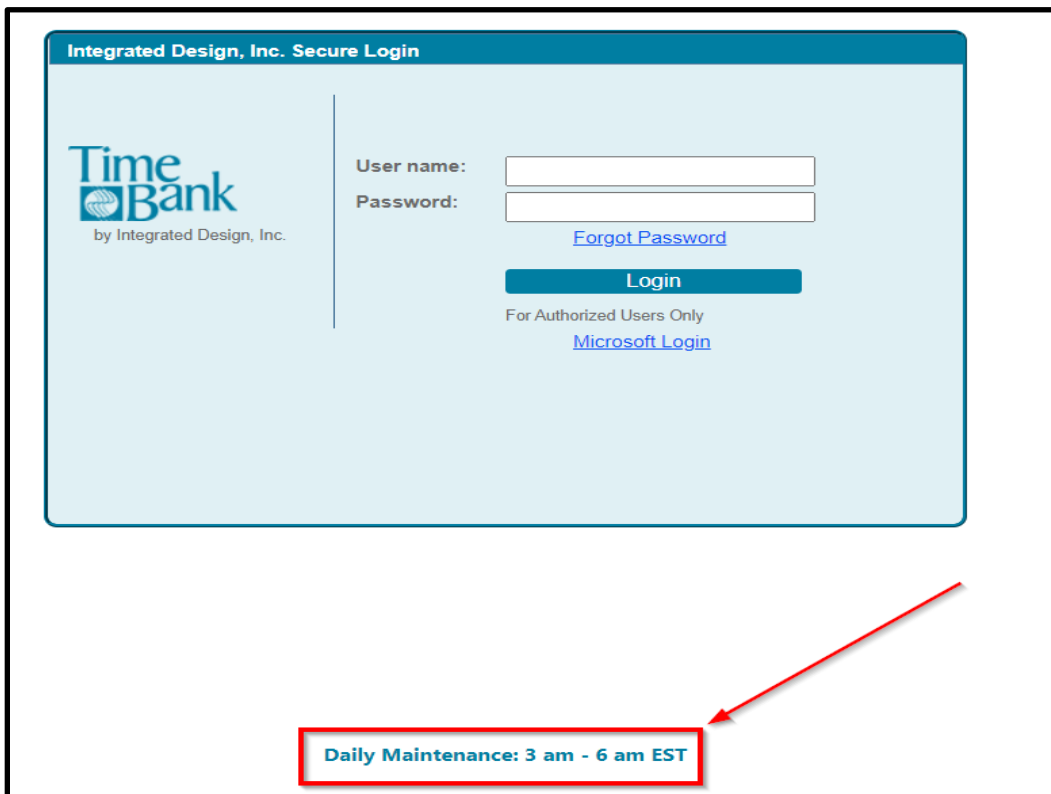 Integrated Design, Inc. Secure Login
Time
Bank
by Integrated Design, Inc.
User name:
Password:
Forgot Password
Login
For Authorized Users Only
Microsoft Login
Daily Maintenance: 3 am - 6 am EST